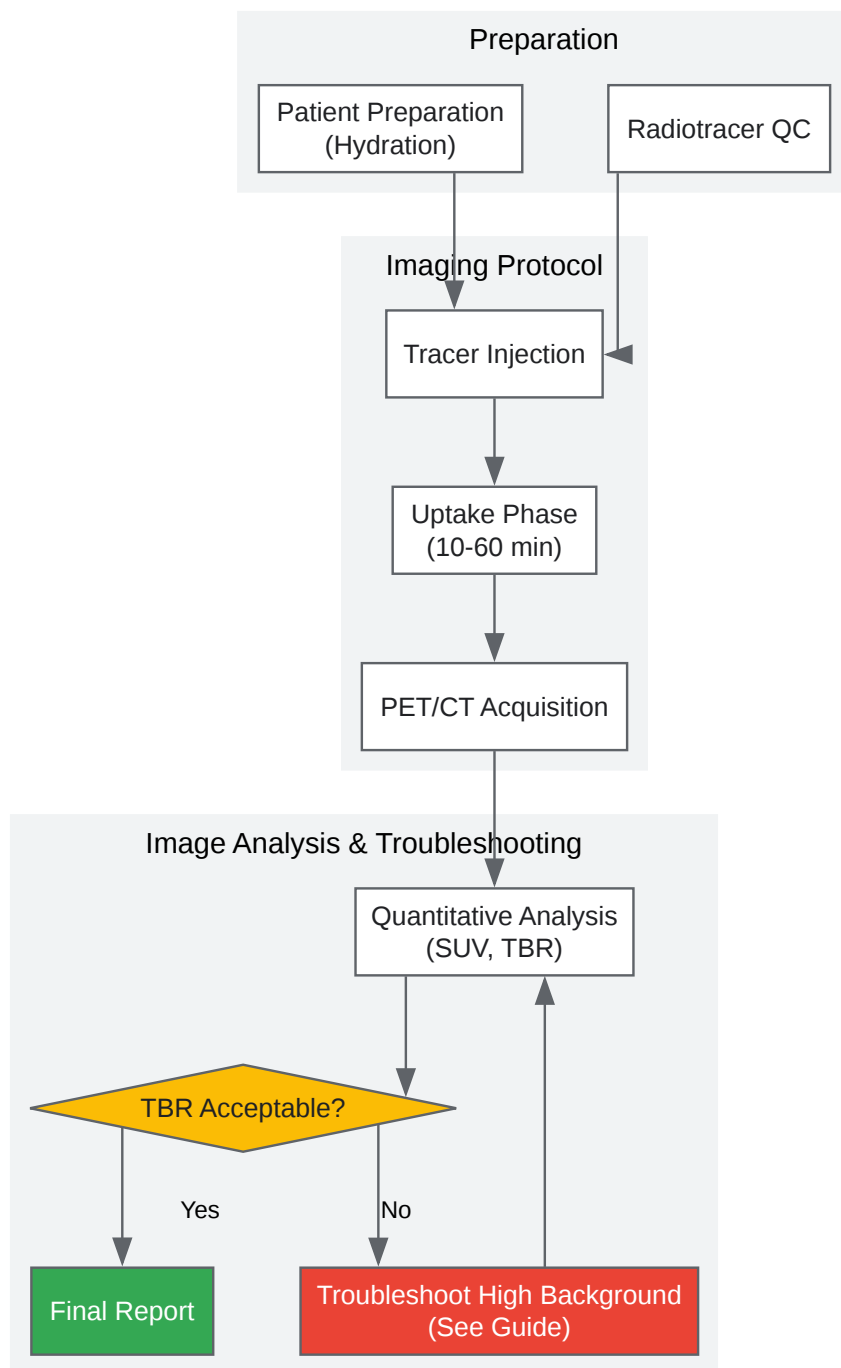 Preparation
Patient Preparation
(Hydration)
Radiotracer QC
Imaging Protocol
Tracer Injection
Uptake Phase
(10-60 min)
PET/CT Acquisition
Image Analysis & Troubleshooting
Quantitative Analysis
(SUV, TBR)
TBR Acceptable?
Yes
No
Final Report
Troubleshoot High Background
(See Guide)